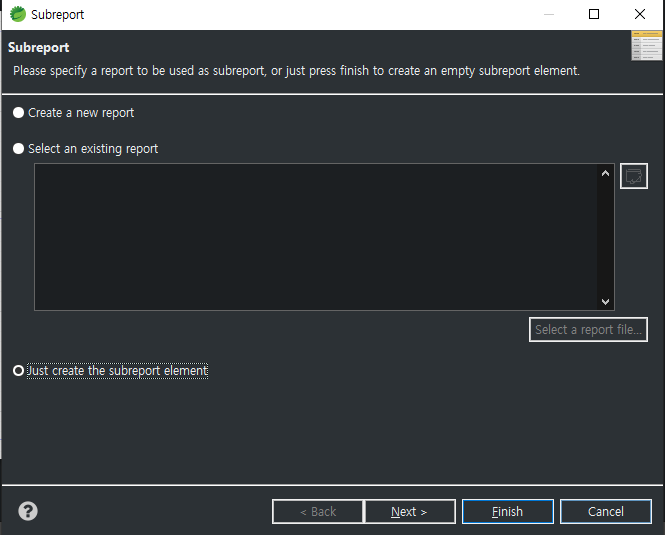 Subreport
Subreport
Please specify a report to be used as subreport, or just press finish to create an empty subreport element.
Create a new report
Select an existing report
Select a report file...
Just create the subreport element
?
< Back
Next >
Finish
Cancel